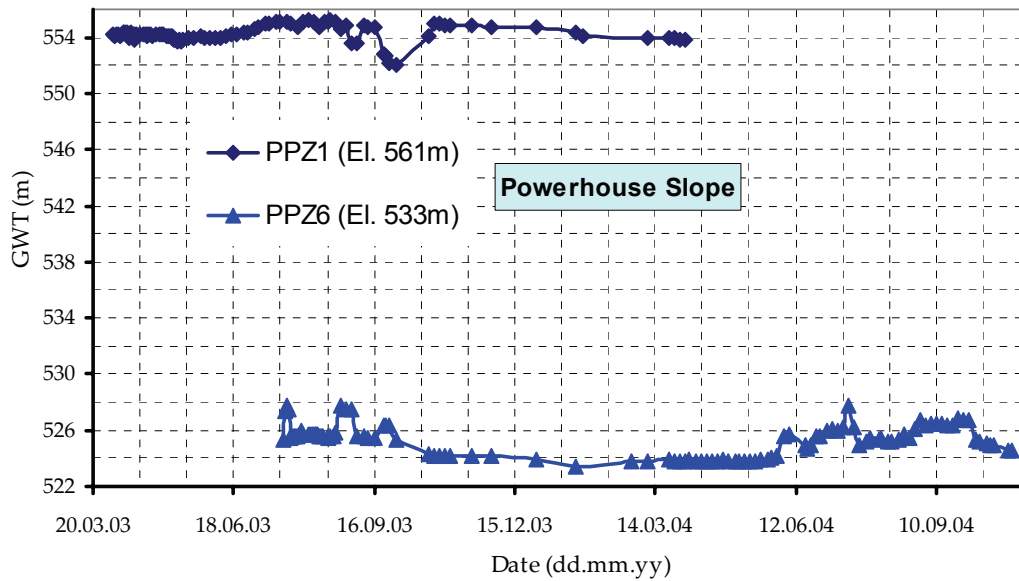 554
550
546
542
538
534
530
526
522
GWT (m)
PPZ1 (El. 561m)
PPZ6 (El. 533m)
Powerhouse Slope
20.03.03 18.06.03 16.09.03 15.12.03 14.03.04 12.06.04 10.09.04
Date (dd.mm.yy)